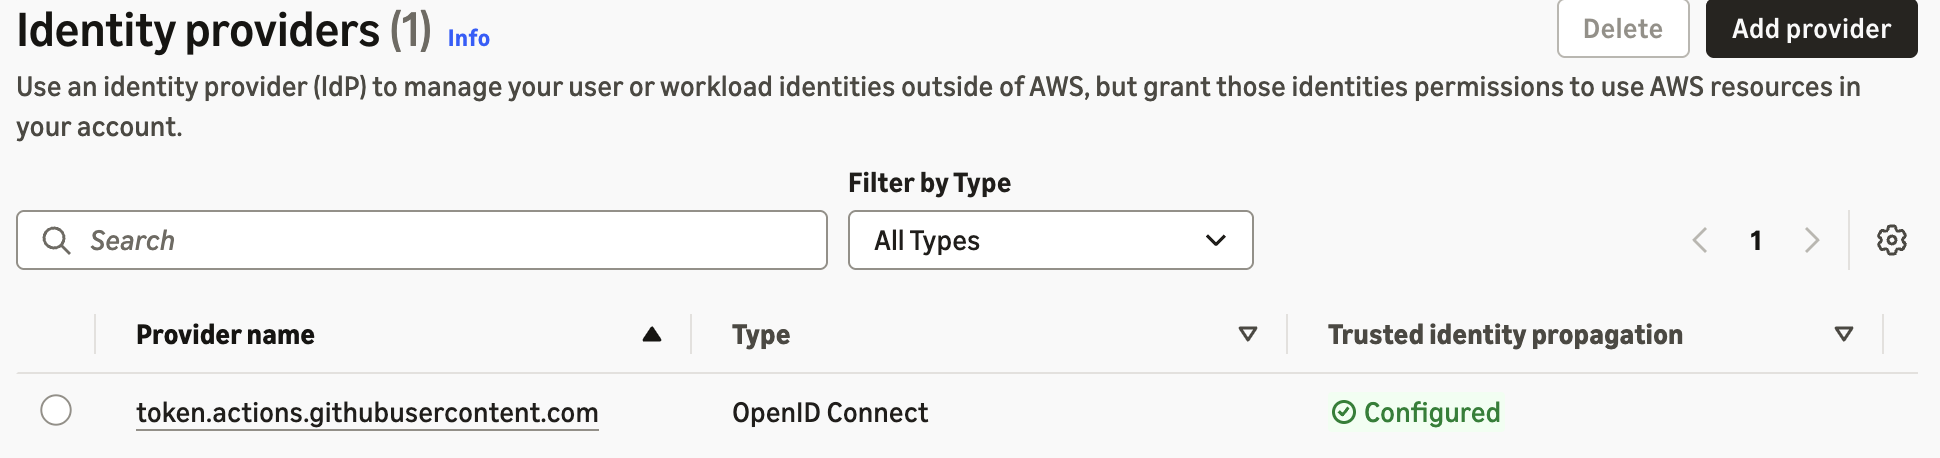 Identity providers (1) Info
Delete
Add provider
Use an identity provider (IdP) to manage your user or workload identities outside of AWS, but grant those identities permissions to use AWS resources in
your account.
Filter by Type
Search
All Types
1
Provider name
Type
Trusted identity propagation
token.actions.githubusercontent.com
OpenID Connect
Configured